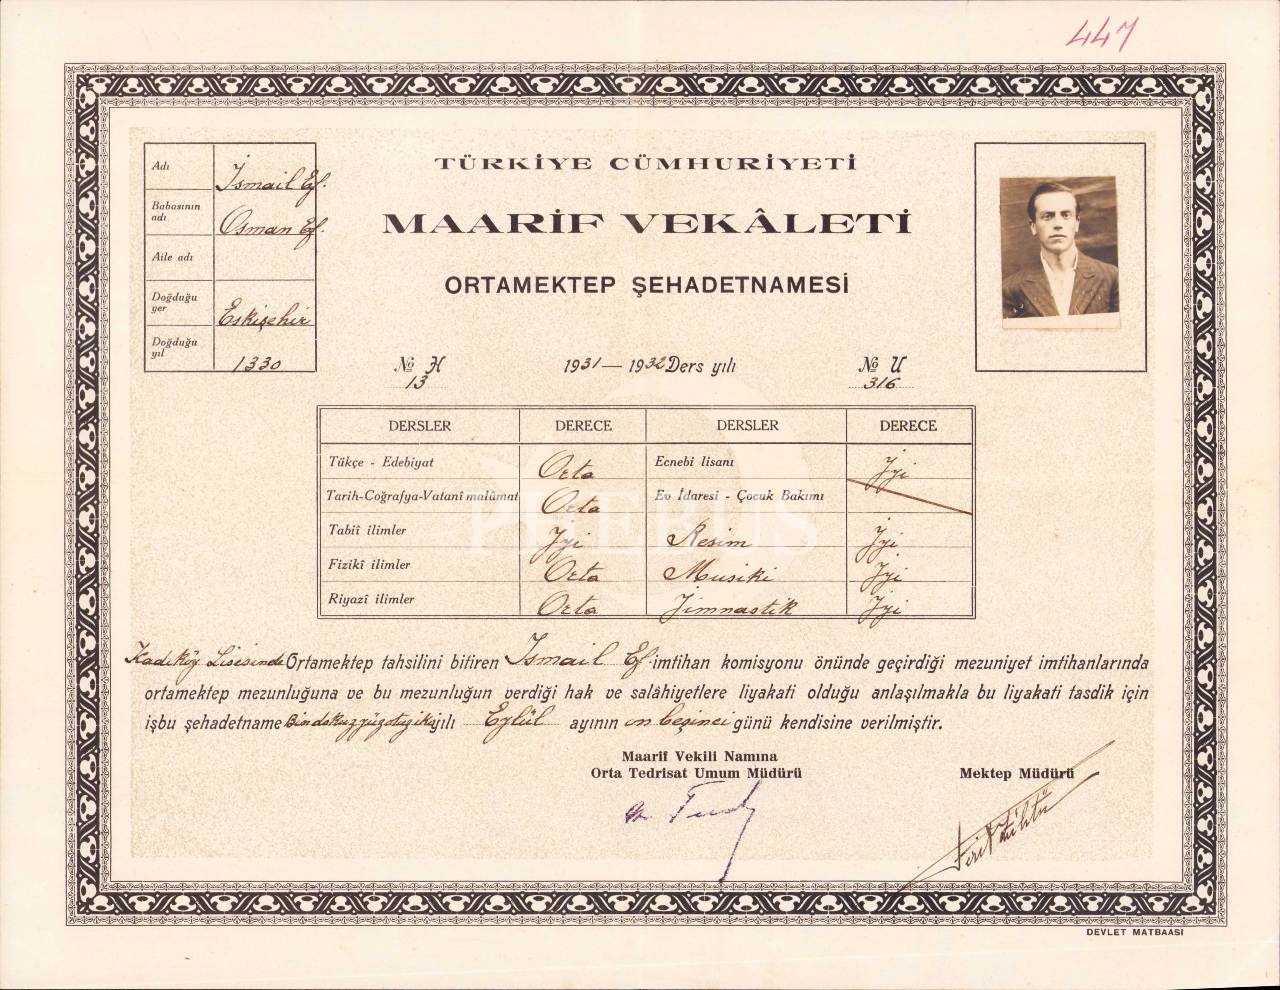 447
TÜRKİYE CÜMHURİYETİ
MAARİF VEKÂLETİ
ORTAMEKTEP ŞEHADETNAMESİ
Adı İsmail Ef.
Babasının adı Osman Ef.
Aile adı
Doğduğu yer Eskişehir
Doğduğu yıl 1330
№ H 13
1931 — 1932 Ders yılı
№ U 316
DERSLER DERECE DERSLER DERECE
Tükçe - Edebiyat Orta Ecnebi lisanı İyi
Tarih-Coğrafya-Vatanî malûmat Orta Ev İdaresi - Çocuk Bakımı
Tabiî ilimler İyi Resim İyi
Fizikî ilimler Orta Musiki İyi
Riyazî ilimler Orta Jimnastik İyi
PHEBUS
Kadıköy Lisesinde Ortamektep tahsilini bitiren İsmail Ef imtihan komisyonu önünde geçirdiği mezuniyet imtihanlarında
ortamektep mezunluğuna ve bu mezunluğun verdiği hak ve salâhiyetlere liyakati olduğu anlaşılmakla bu liyakati tasdik için
işbu şehadetname yılı Eylül ayının on beşinci günü kendisine verilmiştir.
Maarif Vekili Namına
Orta Tedrisat Umum Müdürü
Mektep Müdürü
DEVLET MATBAASI